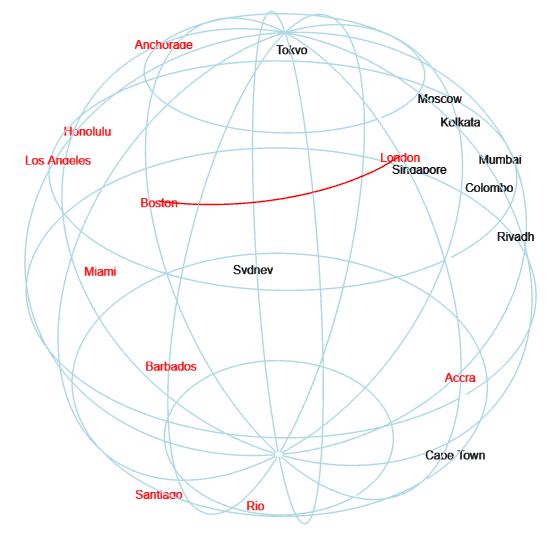 Anchorage
Tokyo
Moscow
Kolkata
Honolulu
Los Angeles
London
Mumbai
Singapore
Colombo
Boston
Riyadh
Miami
Sydney
Barbados
Accra
Cape Town
Santiago
Rio